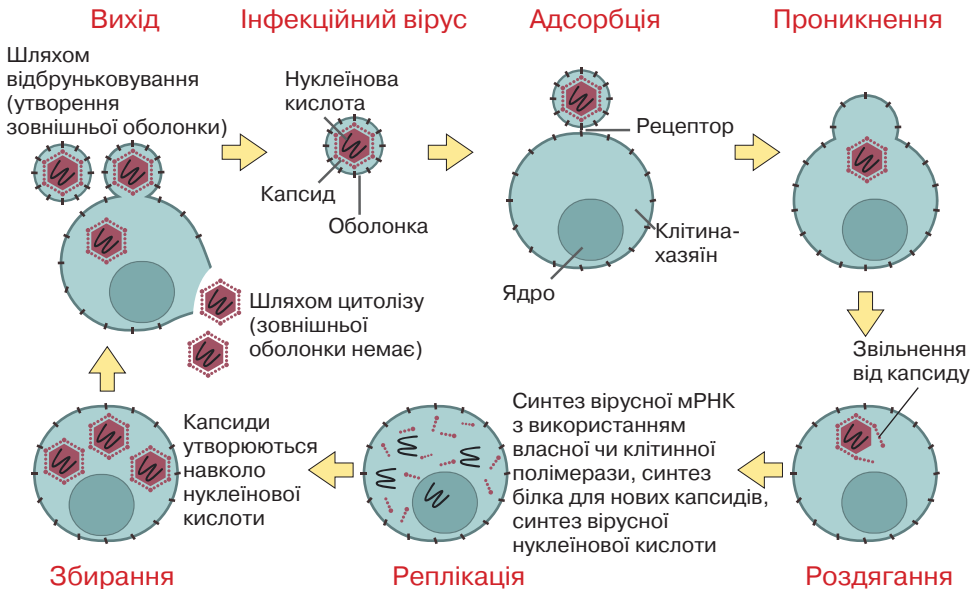 Вихід
Інфекційний вірус
Адсорбція
Проникнення
Шляхом
відбруньковування
(утворення
зовнішньої оболонки)
Нуклеїнова
кислота
Капсид
Оболонка
Рецептор
Клітина-
хазяїн
Ядро
Шляхом цитолізу
(зовнішньої
оболонки немає)
Звільнення
від капсиду
Капсиди
утворюються
навколо
нуклеїнової
кислоти
Синтез вірусної мРНК
з використанням
власної чи клітинної
полімерази, синтез
білка для нових капсидів,
синтез вірусної
нуклеїнової кислоти
Збирання
Реплікація
Роздягання